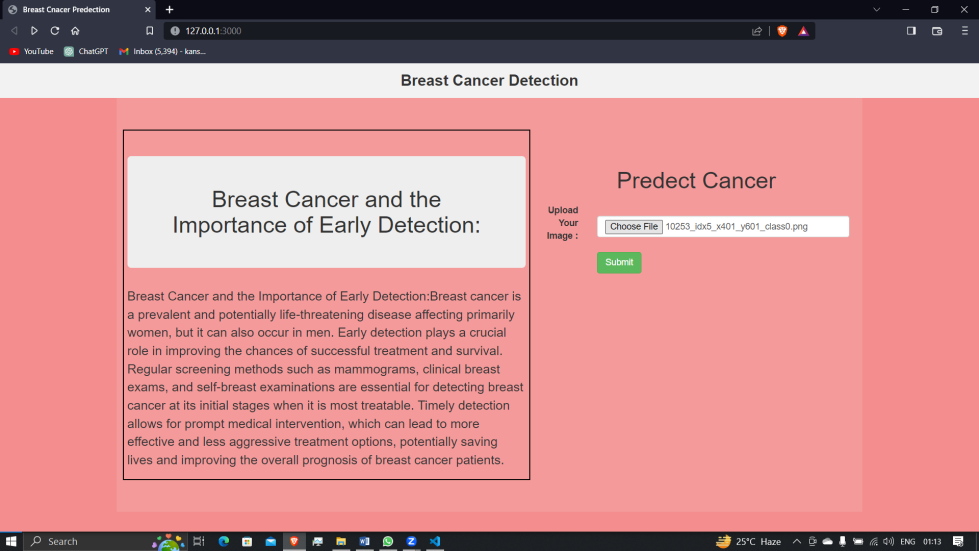 Breast Cnacer Predection
127.0.0.1:3000
YouTube
ChatGPT
Inbox (5,394) - kans...
Breast Cancer Detection
Breast Cancer and the
Importance of Early Detection:
Breast Cancer and the Importance of Early Detection:Breast cancer is
a prevalent and potentially life-threatening disease affecting primarily
women, but it can also occur in men. Early detection plays a crucial
role in improving the chances of successful treatment and survival.
Regular screening methods such as mammograms, clinical breast
exams, and self-breast examinations are essential for detecting breast
cancer at its initial stages when it is most treatable. Timely detection
allows for prompt medical intervention, which can lead to more
effective and less aggressive treatment options, potentially saving
lives and improving the overall prognosis of breast cancer patients.
Predect Cancer
Upload
Your
Image :
Choose File 10253_idx5_x401_y601_class0.png
Submit
Search
25°C Haze
ENG
01:13